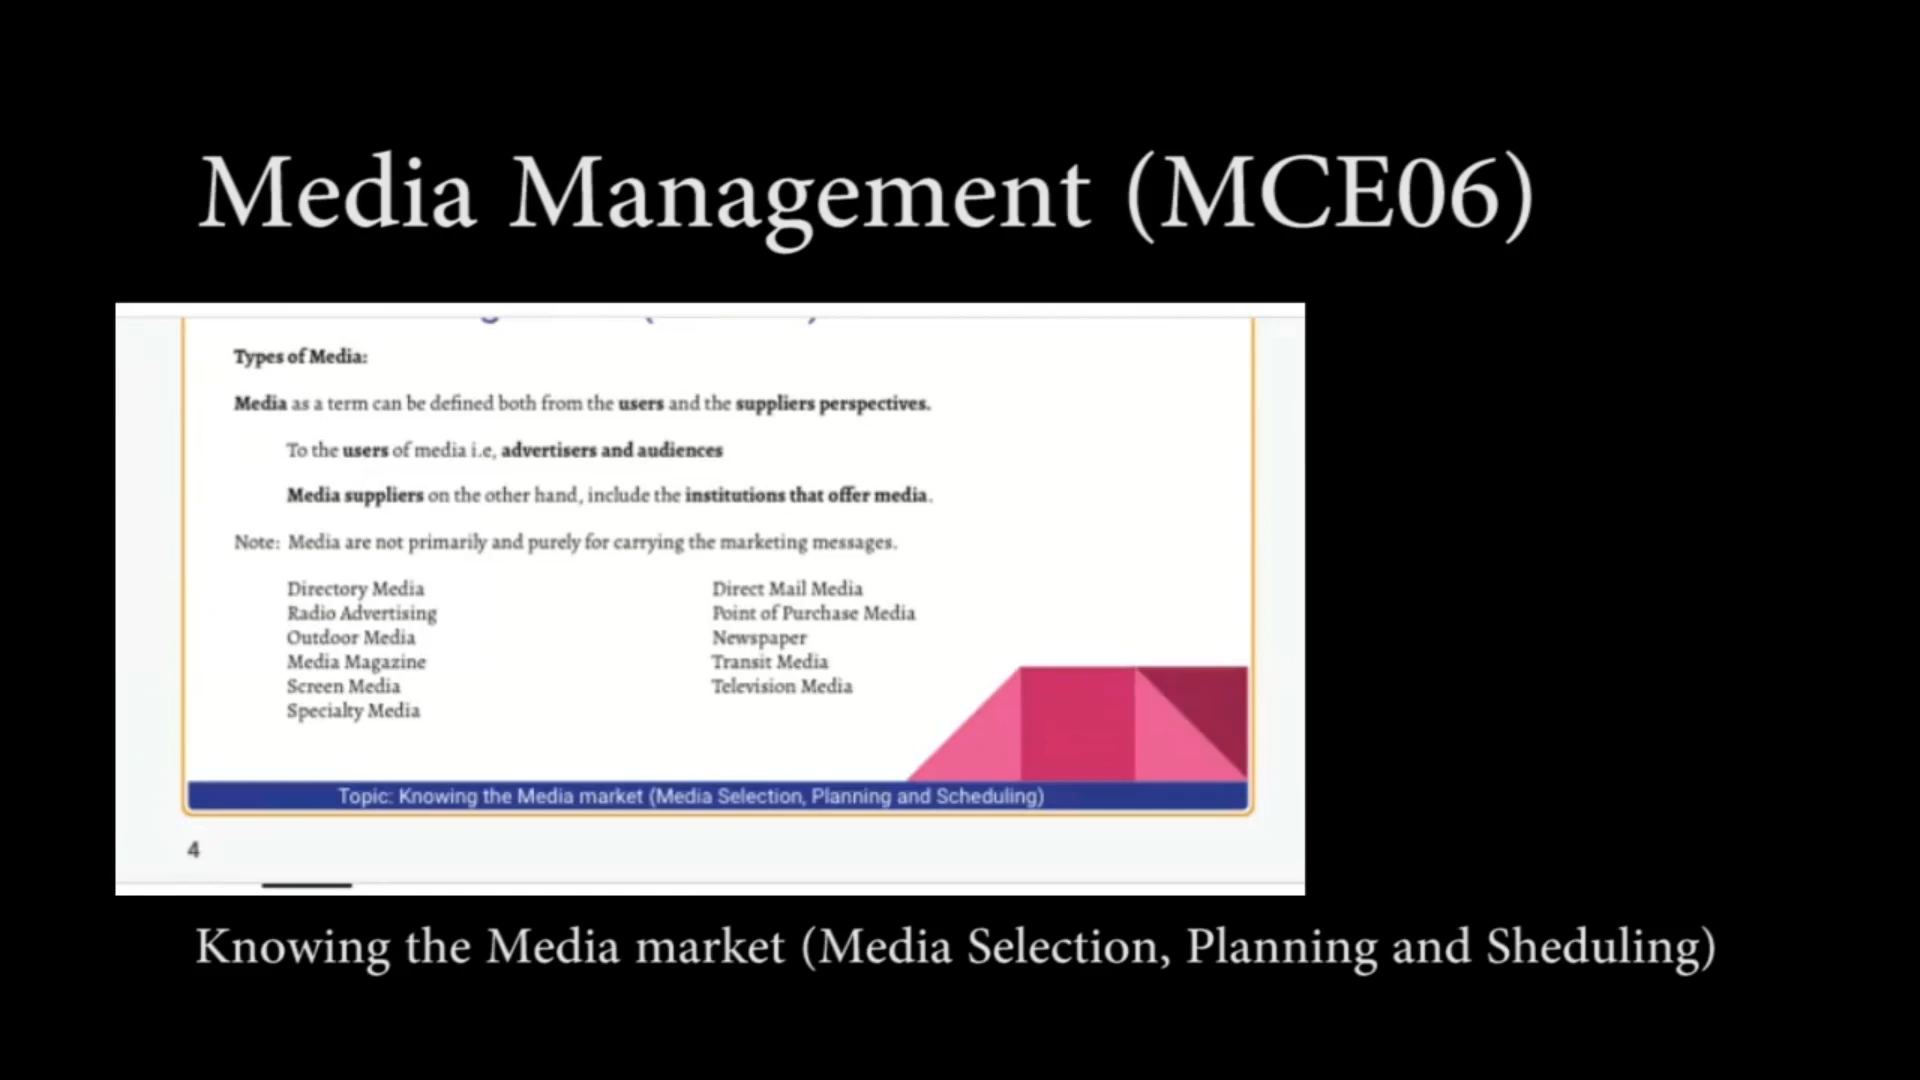 Media Management (MCE06)
Types of Media:
Media as a term can be defined both from the users and the suppliers perspectives.
To the users of media i.e, advertisers and audiences
Media suppliers on the other hand, include the institutions that offer media.
Note: Media are not primarily and purely for carrying the marketing messages.
Directory Media
Radio Advertising
Outdoor Media
Media Magazine
Screen Media
Specialty Media
Direct Mail Media
Point of Purchase Media
Newspaper
Transit Media
Television Media
Topic: Knowing the Media market (Media Selection, Planning and Scheduling)
4
Knowing the Media market (Media Selection, Planning and Sheduling)